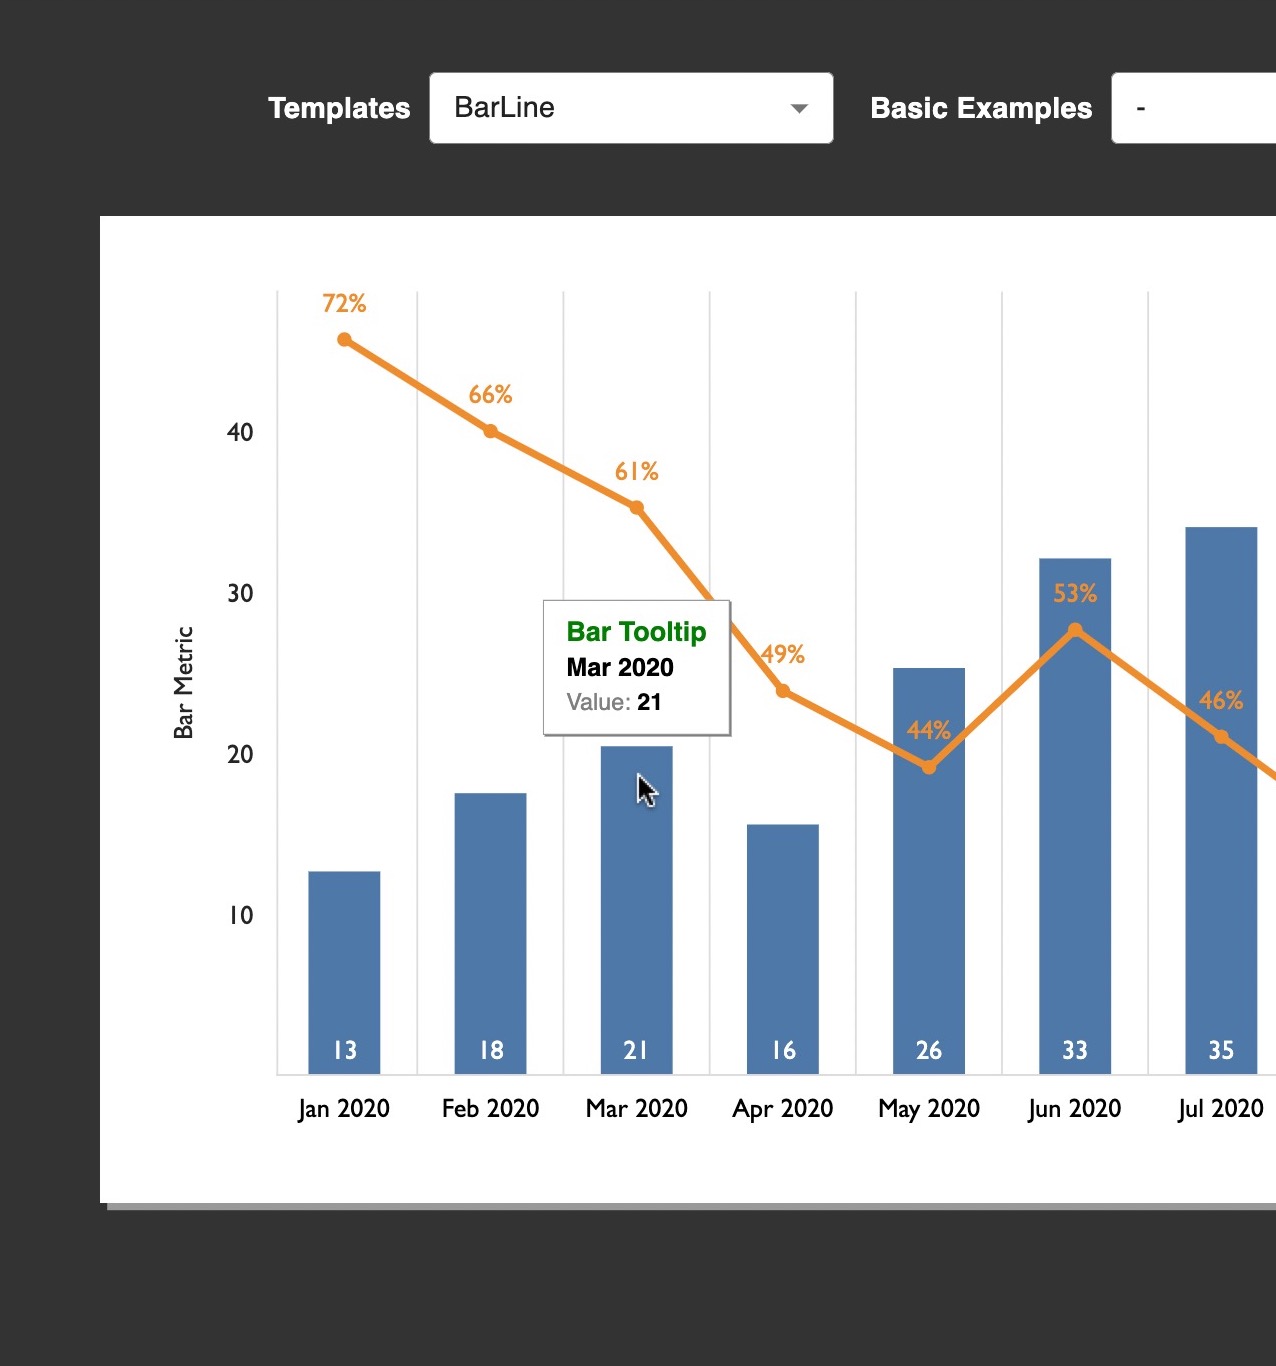 Templates BarLine Basic Examples -
72%
66%
61%
49%
44%
53%
46%
40
30
20
10
Bar Metric
Bar Tooltip
Mar 2020
Value: 21
13 18 21 16 26 33 35
Jan 2020 Feb 2020 Mar 2020 Apr 2020 May 2020 Jun 2020 Jul 2020